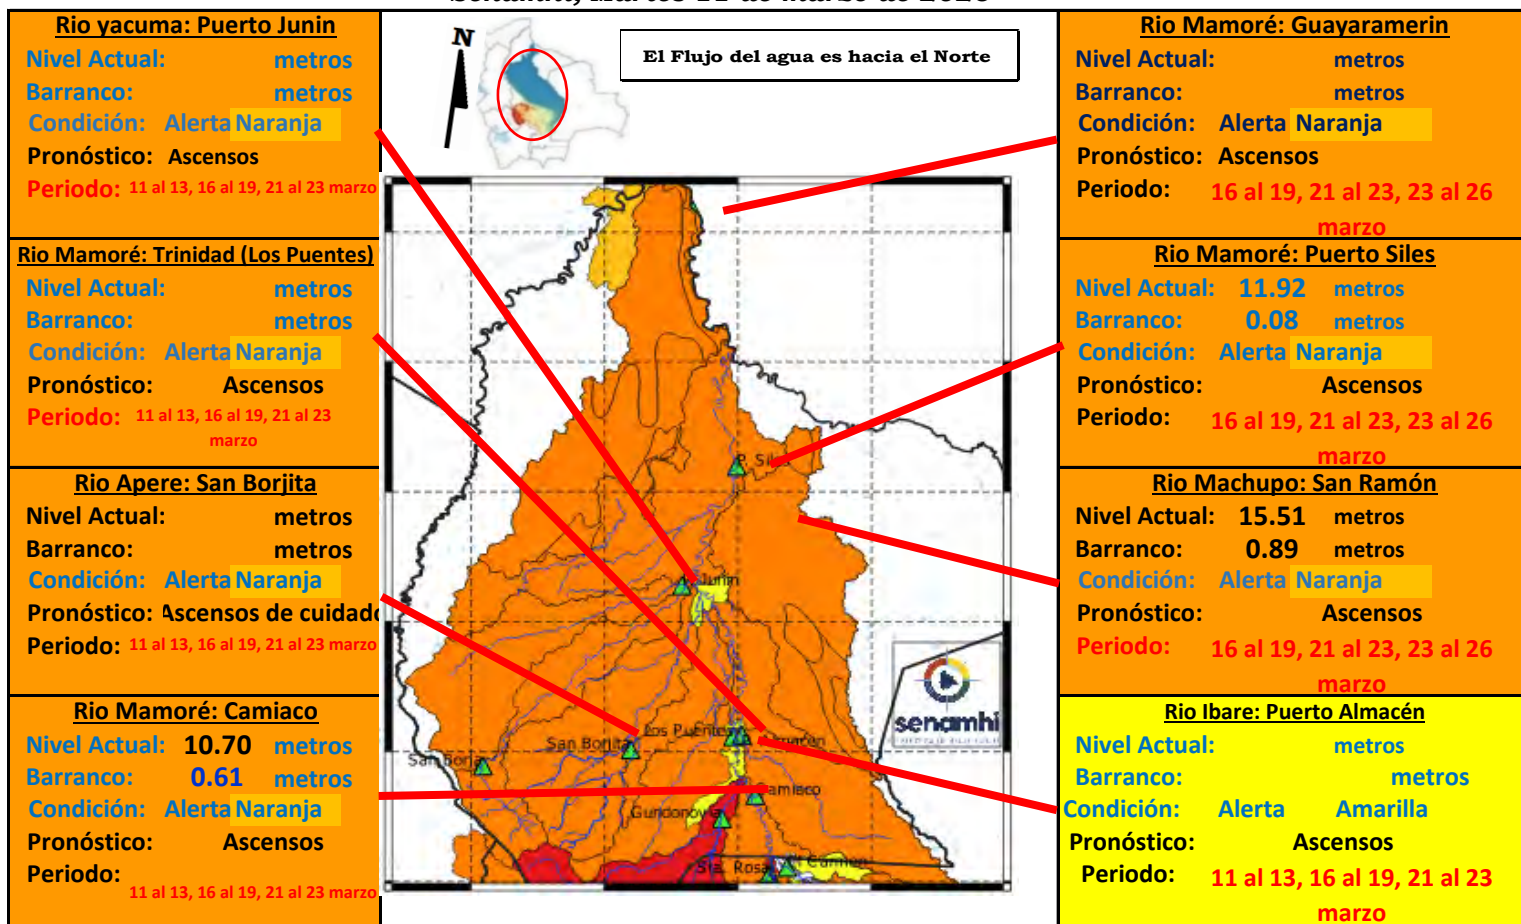 Rio yacuma: Puerto Junin
Nivel Actual: metros
Barranco: metros
Condición: Alerta Naranja
Pronóstico: Ascensos
Periodo: 11 al 13, 16 al 19, 21 al 23 marzo
Rio Mamoré: Trinidad (Los Puentes)
Nivel Actual: metros
Barranco: metros
Condición: Alerta Naranja
Pronóstico: Ascensos
Periodo: 11 al 13, 16 al 19, 21 al 23
marzo
Rio Apere: San Borjita
Nivel Actual: metros
Barranco: metros
Condición: Alerta Naranja
Pronóstico: Ascensos de cuidado
Periodo: 11 al 13, 16 al 19, 21 al 23 marzo
Rio Mamoré: Camiaco
Nivel Actual: 10.70 metros
Barranco: 0.61 metros
Condición: Alerta Naranja
Pronóstico: Ascensos
Periodo:
11 al 13, 16 al 19, 21 al 23 marzo
N
El Flujo del agua es hacia el Norte
P. Siles
Junin
Los Puentes
Almacén
San Borjita
San Borja
Camiaco
Gundonovia
Sta. Rosa
El Carmen
senamhi
Rio Mamoré: Guayaramerin
Nivel Actual: metros
Barranco: metros
Condición: Alerta Naranja
Pronóstico: Ascensos
Periodo: 16 al 19, 21 al 23, 23 al 26
marzo
Rio Mamoré: Puerto Siles
Nivel Actual: 11.92 metros
Barranco: 0.08 metros
Condición: Alerta Naranja
Pronóstico: Ascensos
Periodo: 16 al 19, 21 al 23, 23 al 26
marzo
Rio Machupo: San Ramón
Nivel Actual: 15.51 metros
Barranco: 0.89 metros
Condición: Alerta Naranja
Pronóstico: Ascensos
Periodo: 16 al 19, 21 al 23, 23 al 26
marzo
Rio Ibare: Puerto Almacén
Nivel Actual: metros
Barranco: metros
Condición: Alerta Amarilla
Pronóstico: Ascensos
Periodo: 11 al 13, 16 al 19, 21 al 23
marzo